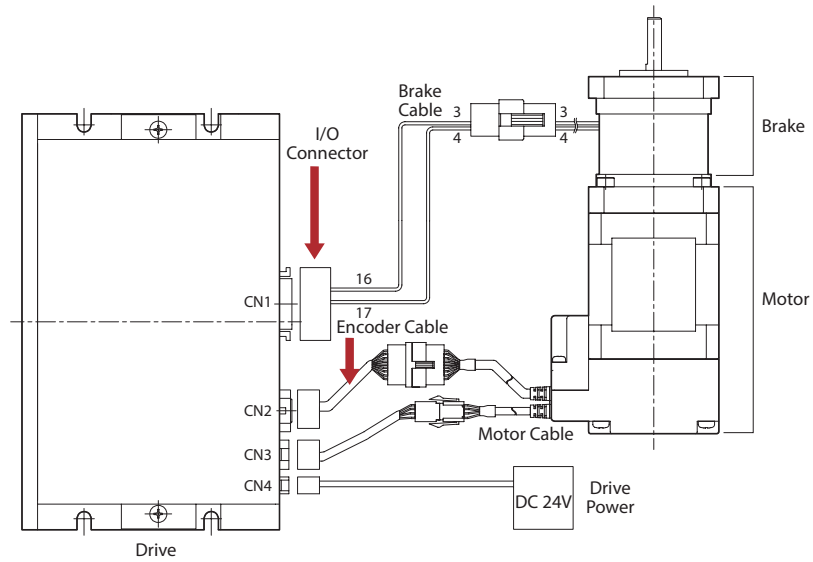 Brake
Cable
3
4
3
4
Brake
I/O
Connector
16
17
CN1
Motor
Encoder Cable
CN2
CN3
Motor Cable
CN4
DC 24V
Drive
Power
Drive